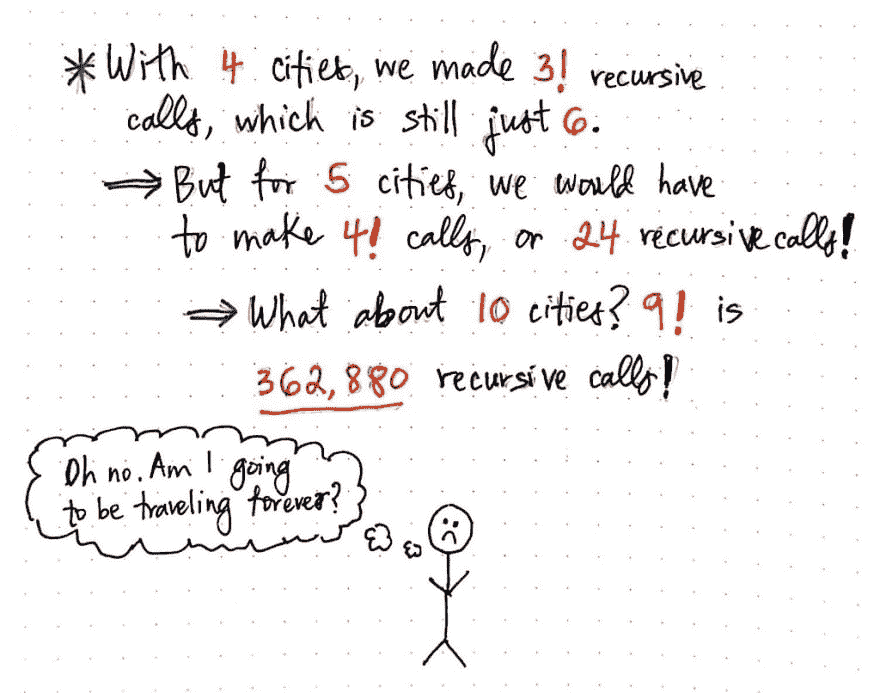 * With 4 cities, we made 3! recursive
calls, which is still just 6.
⇒ But for 5 cities, we would have
to make 4! calls, or 24 recursive calls!
⇒ What about 10 cities? 9! is
362,880 recursive calls!
Oh no. Am I going
to be traveling forever?